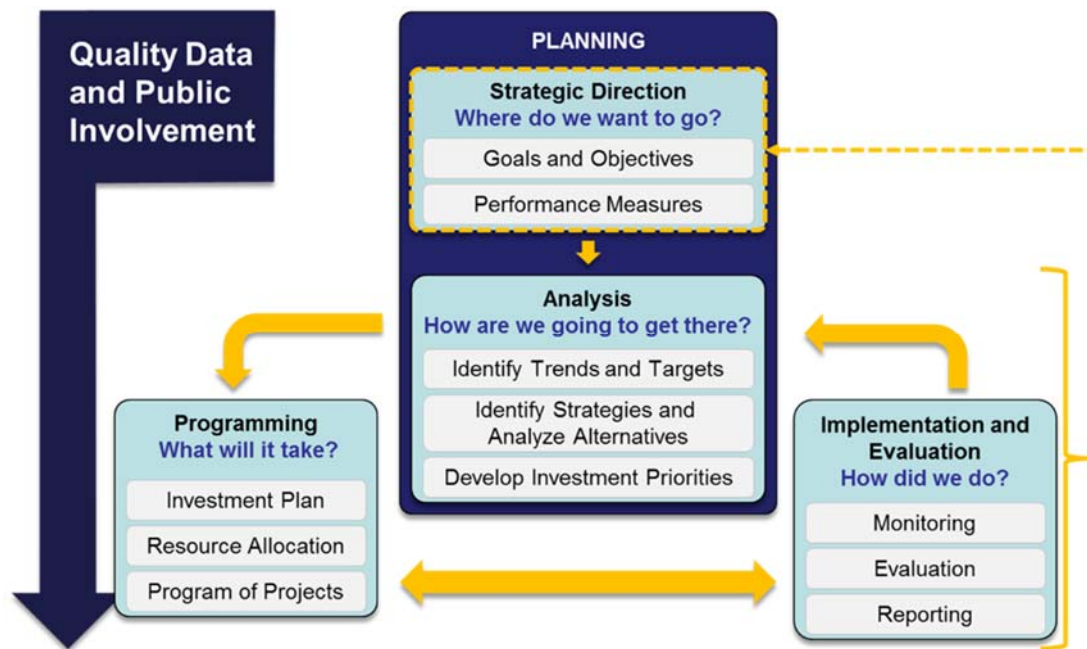 Quality Data
and Public
Involvement
PLANNING
Strategic Direction
Where do we want to go?
Goals and Objectives
Performance Measures
Analysis
How are we going to get there?
Identify Trends and Targets
Identify Strategies and
Analyze Alternatives
Develop Investment Priorities
Programming
What will it take?
Investment Plan
Resource Allocation
Program of Projects
Implementation and
Evaluation
How did we do?
Monitoring
Evaluation
Reporting